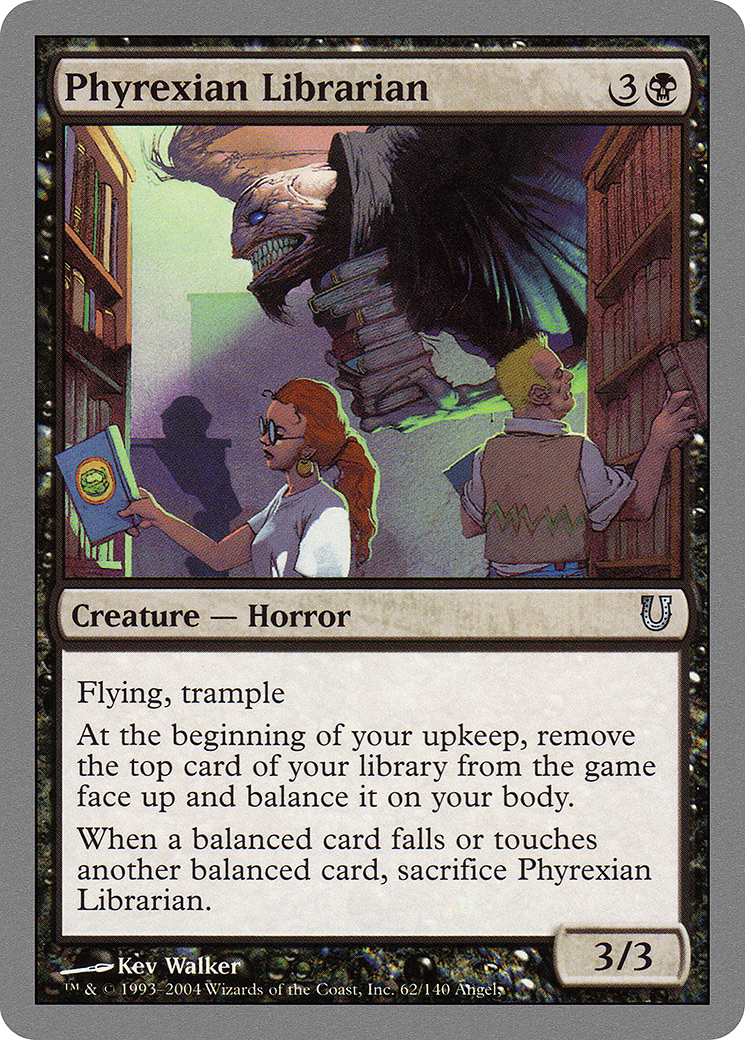 Phyrexian Librarian 3
Creature — Horror
Flying, trample
At the beginning of your upkeep, remove
the top card of your library from the game
face up and balance it on your body.
When a balanced card falls or touches
another balanced card, sacrifice Phyrexian
Librarian.
3/3
Kev Walker
™ & © 1993–2004 Wizards of the Coast, Inc. 62/140 Angel,